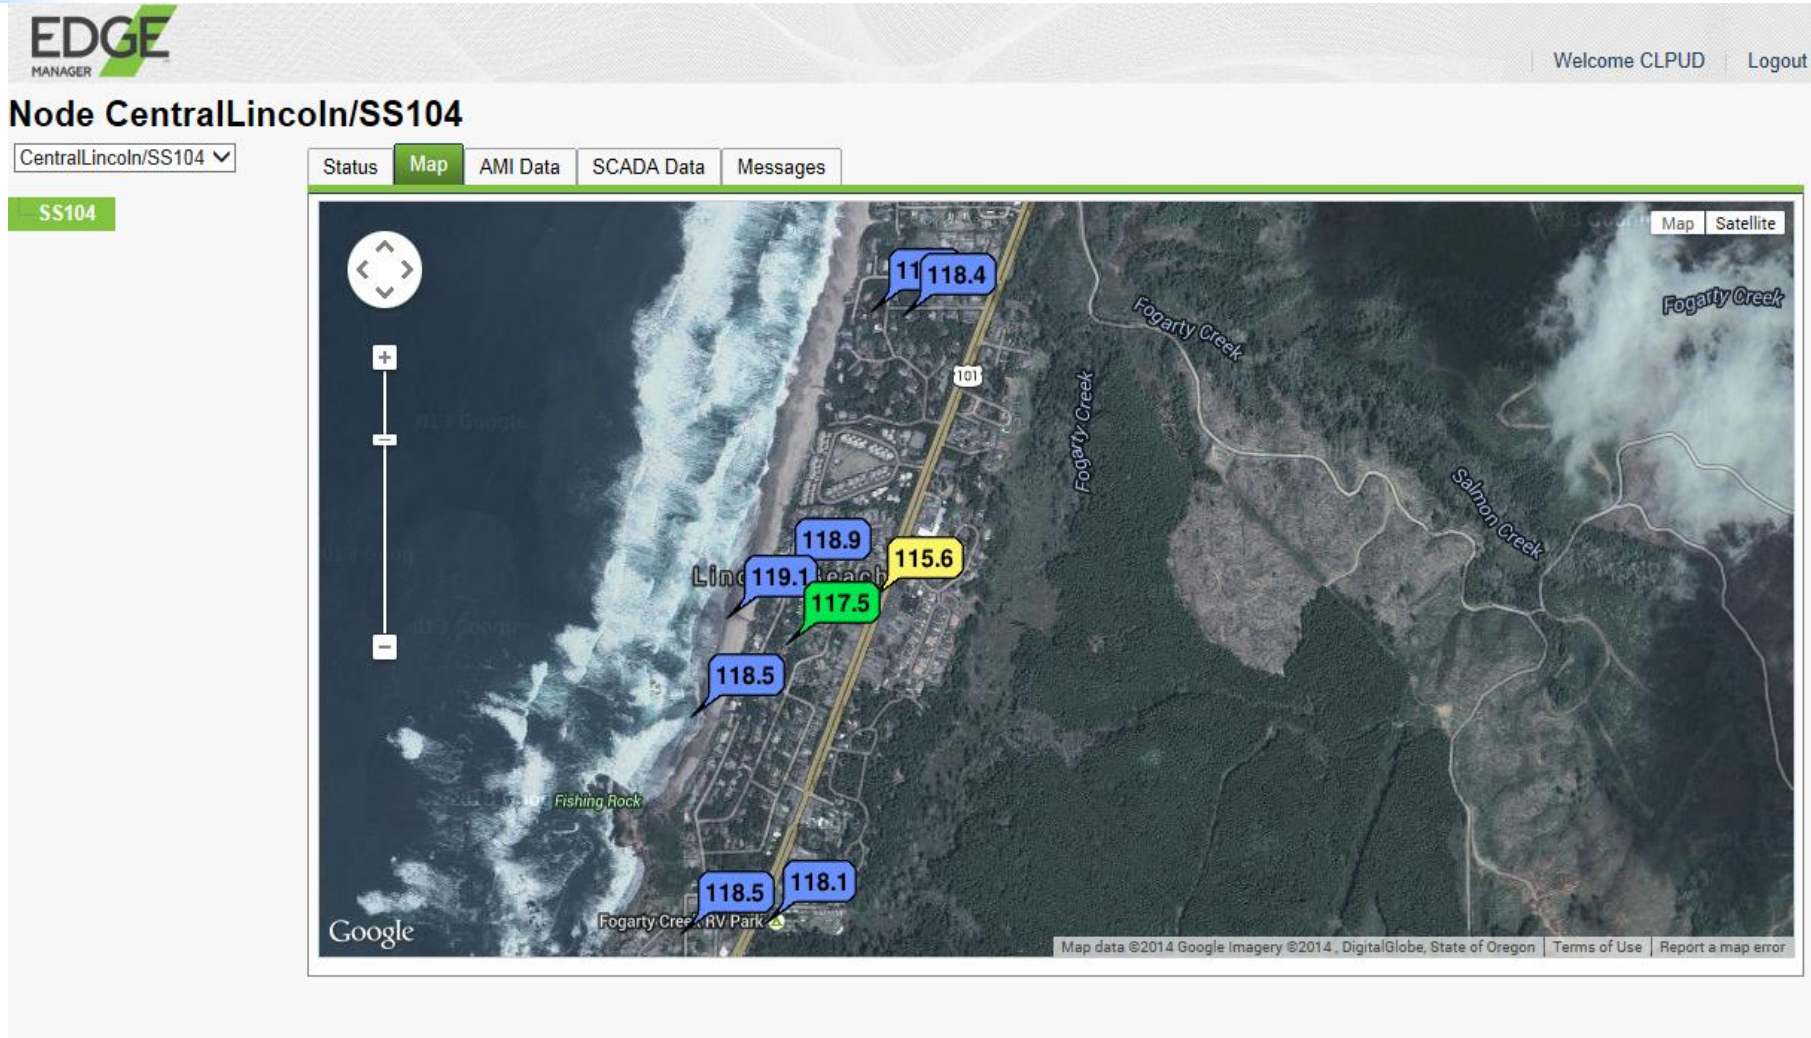 EDGE
MANAGER
Welcome CLPUD
Logout
Node CentralLincoln/SS104
CentralLincoln/SS104
Status
Map
AMI Data
SCADA Data
Messages
SS104
Map
Satellite
118.4
Fogarty Creek
Fogarty Creek
101
Fogarty Creek
Salmon Creek
118.9
115.6
119.1
117.5
118.5
Fishing Rock
118.5
118.1
RV Park
Google
Map data ©2014 Google Imagery ©2014 , DigitalGlobe, State of Oregon
Terms of Use
Report a map error